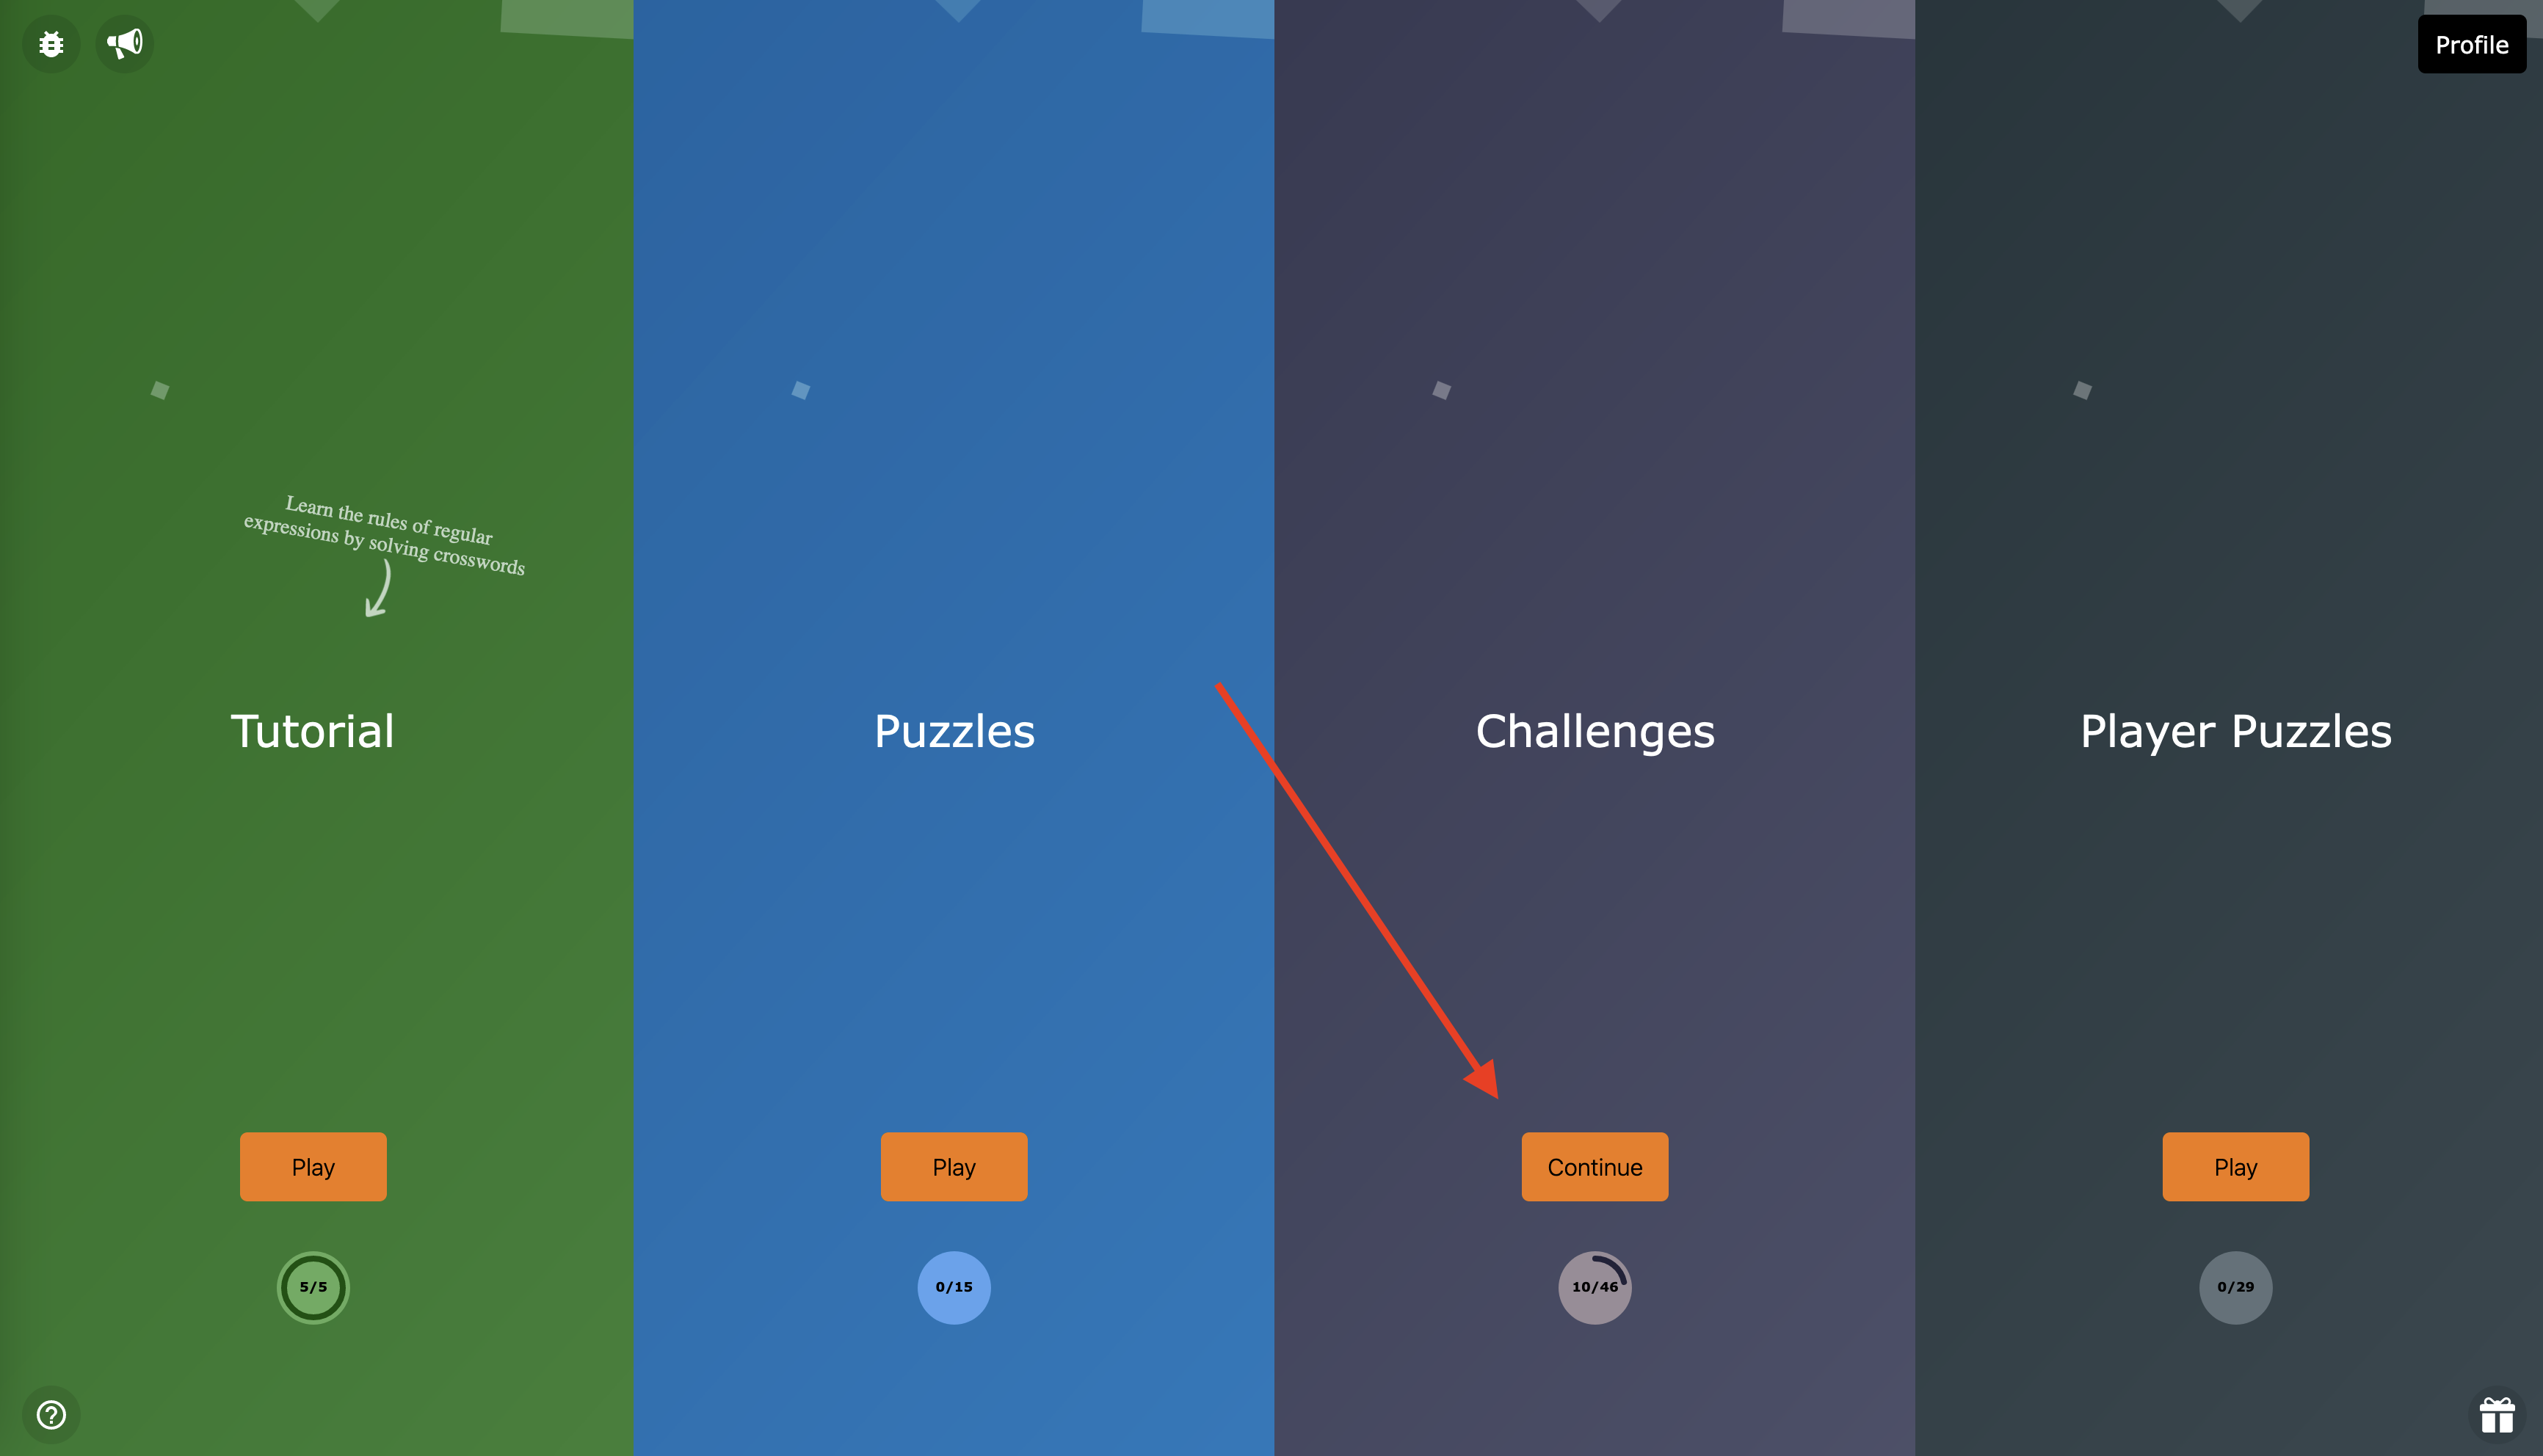 Profile
Learn the rules of regular
expressions by solving crosswords
Tutorial
Puzzles
Challenges
Player Puzzles
Play
Play
Continue
Play
5/5
0/15
10/46
0/29